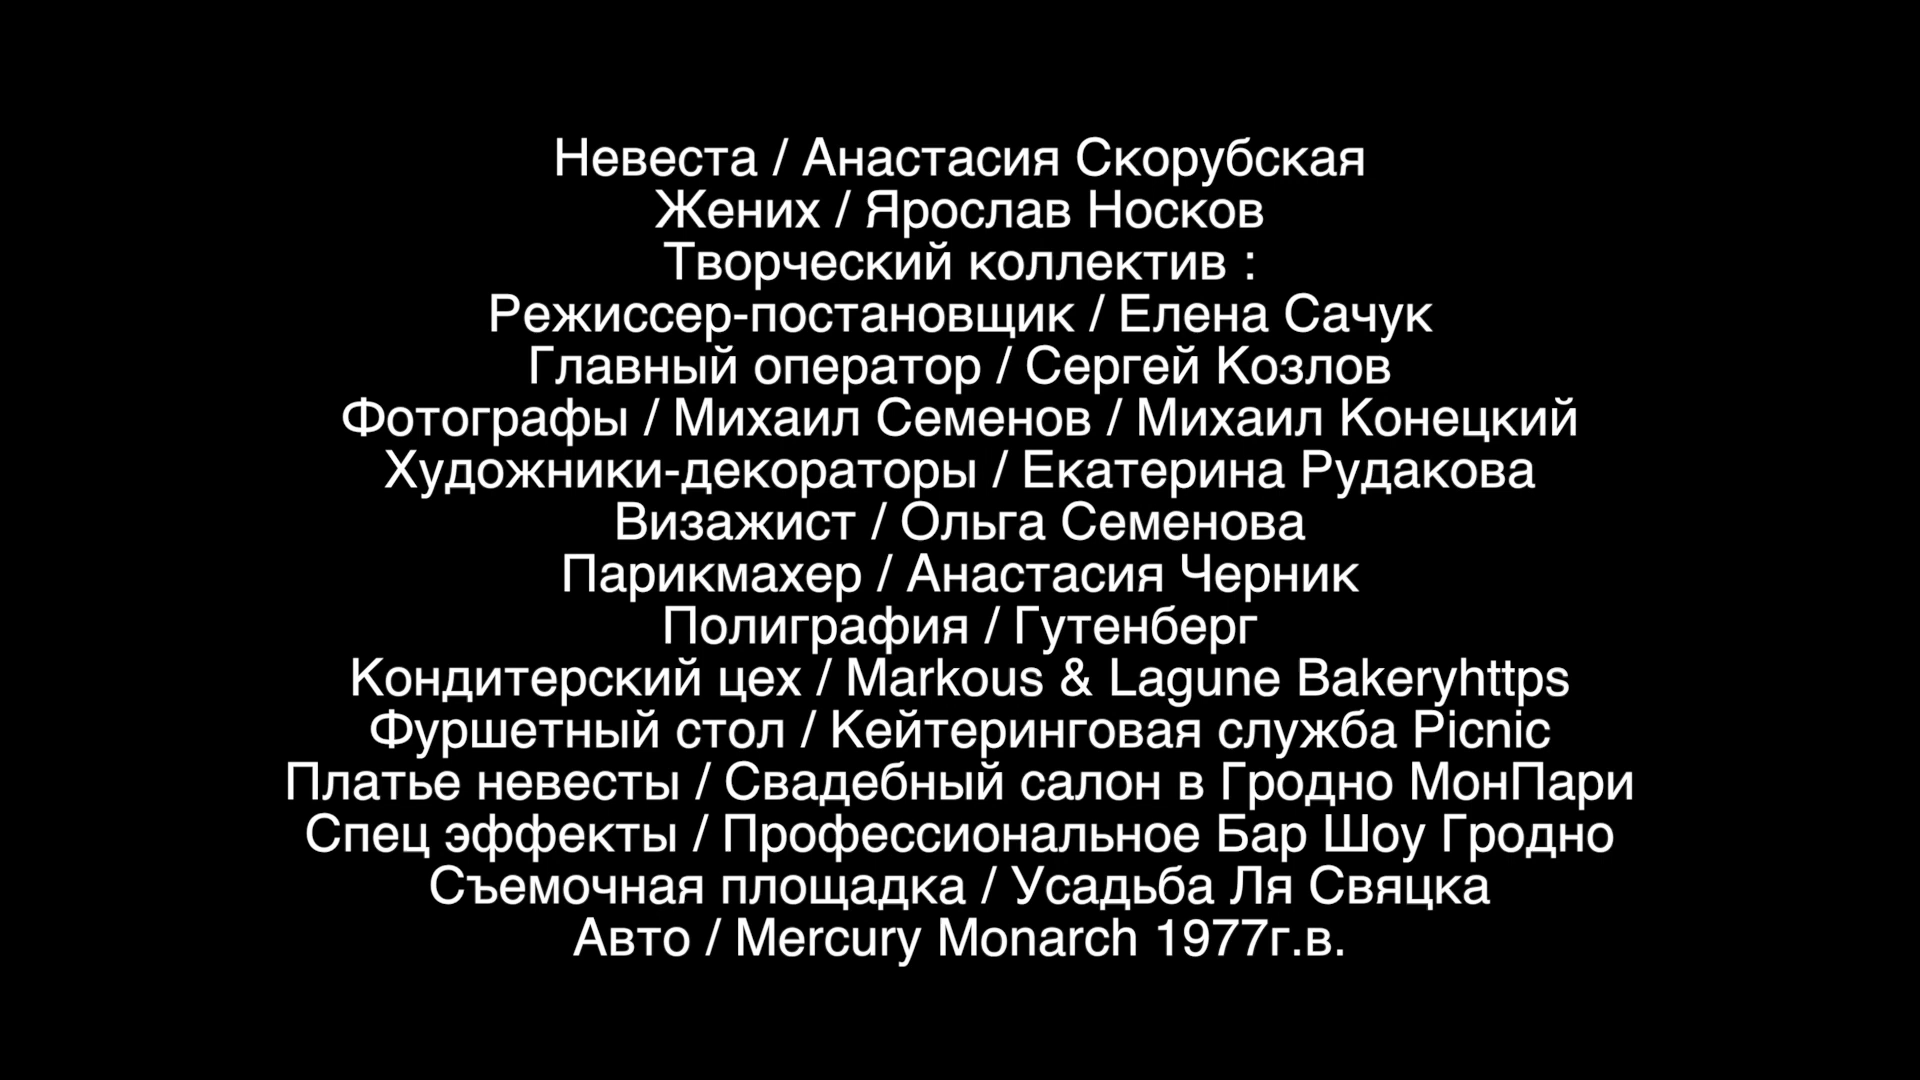 Невеста / Анастасия Скорубская
Жених / Ярослав Носков
Творческий коллектив :
Режиссер-постановщик / Елена Сачук
Главный оператор / Сергей Козлов
Фотографы / Михаил Семенов / Михаил Конецкий
Художники-декораторы / Екатерина Рудакова
Визажист / Ольга Семенова
Парикмахер / Анастасия Черник
Полиграфия / Гутенберг
Кондитерский цех / Markous & Lagune Bakeryhttps
Фуршетный стол / Кейтеринговая служба Picnic
Платье невесты / Свадебный салон в Гродно МонПари
Спец эффекты / Профессиональное Бар Шоу Гродно
Съемочная площадка / Усадьба Ля Свяцка
Авто / Mercury Monarch 1977г.в.